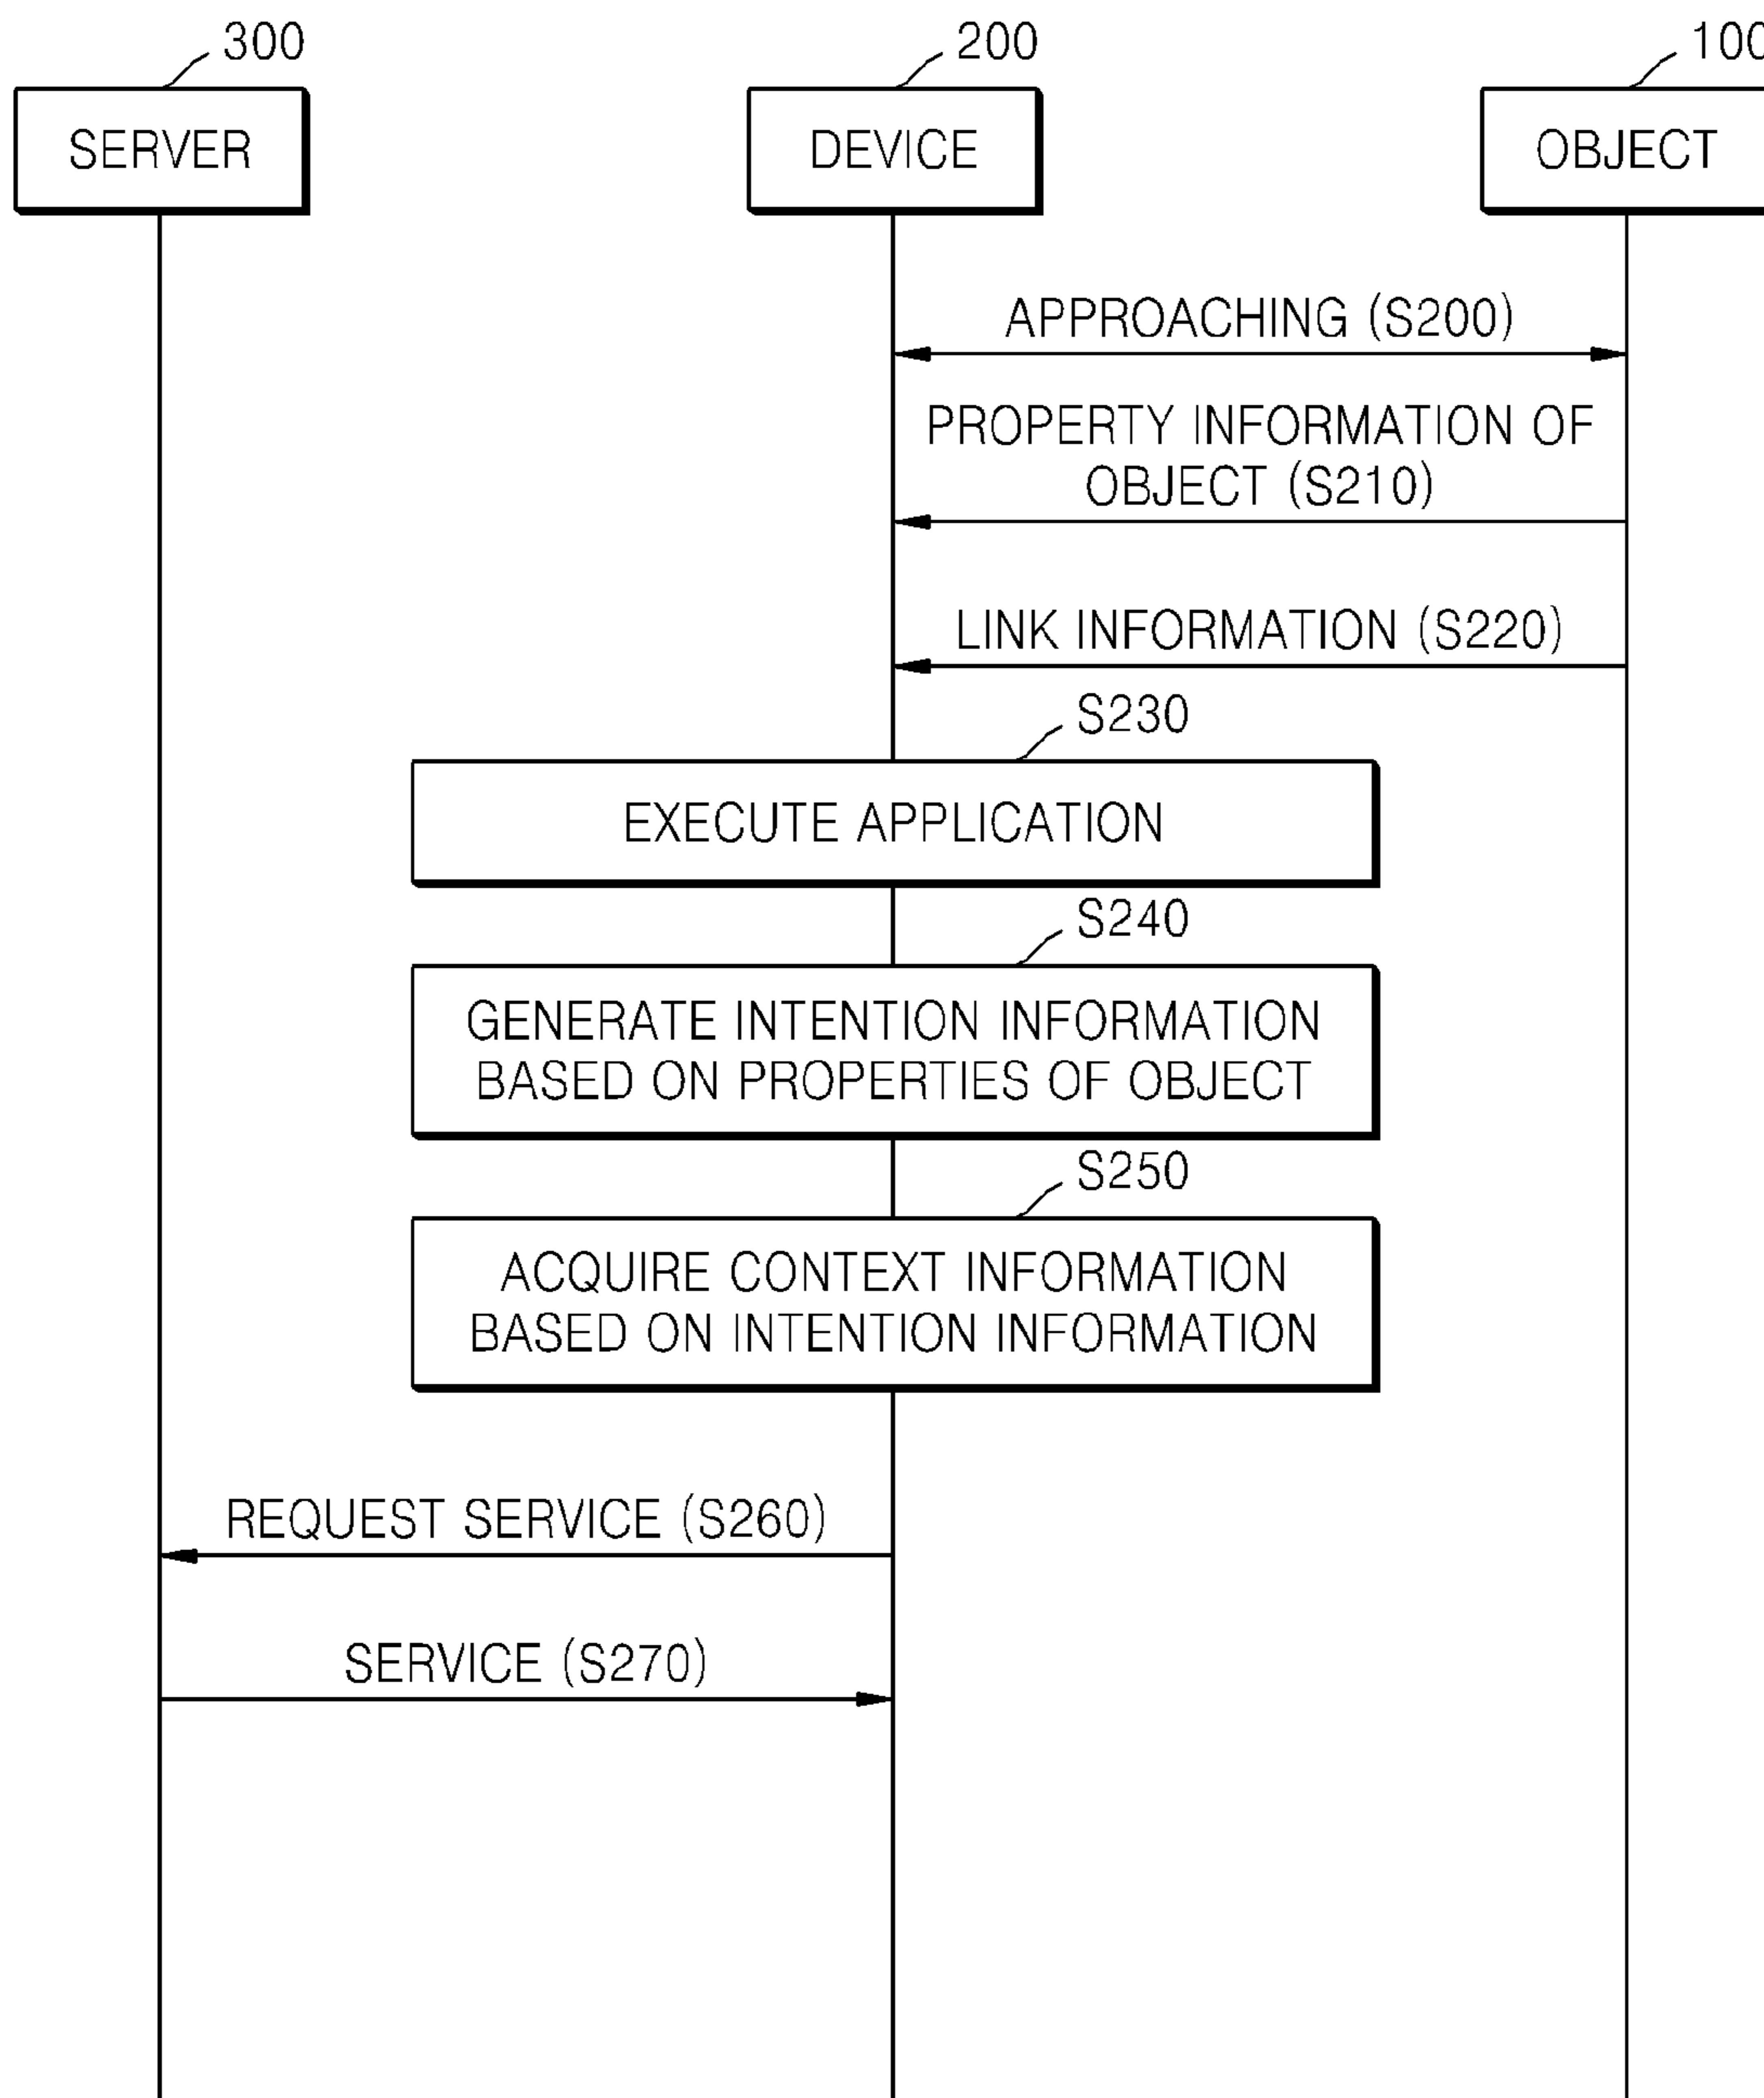 300
200
100
SERVER
DEVICE
OBJECT
APPROACHING (S200)
PROPERTY INFORMATION OF
OBJECT (S210)
LINK INFORMATION (S220)
S230
EXECUTE APPLICATION
S240
GENERATE INTENTION INFORMATION
BASED ON PROPERTIES OF OBJECT
S250
ACQUIRE CONTEXT INFORMATION
BASED ON INTENTION INFORMATION
REQUEST SERVICE (S260)
SERVICE (S270)